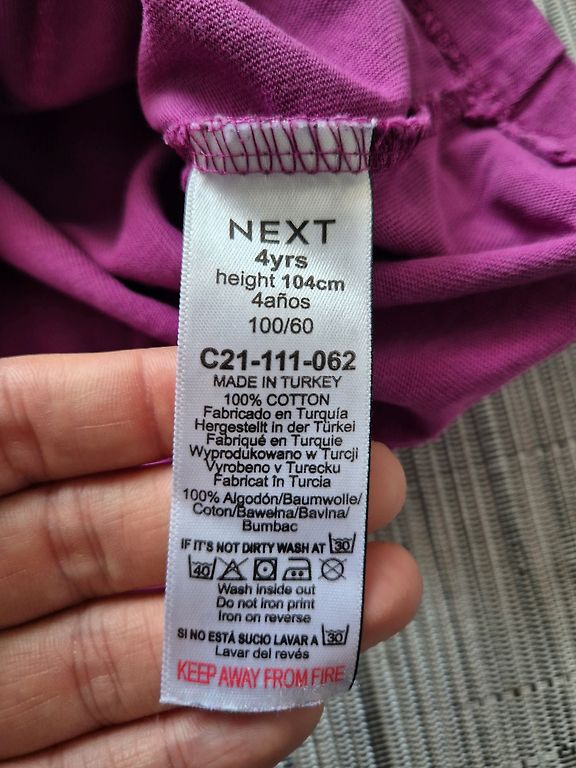 NEXT
4yrs
height 104cm
4años
100/60
C21-111-062
MADE IN TURKEY
100% COTTON
Fabricado en Turquía
Hergestellt in der Türkei
Fabriqué en Turquie
Wyprodukowano w Turcji
Vyrobeno v Turecku
Fabricat în Turcia
100% Algodón/Baumwolle/
Coton/Bawełna/Bavlna/
Bumbac
IF IT'S NOT DIRTY WASH AT 30
40
Wash inside out
Do not iron print
Iron on reverse
SI NO ESTÁ SUCIO LAVAR A 30
Lavar del revés
KEEP AWAY FROM FIRE